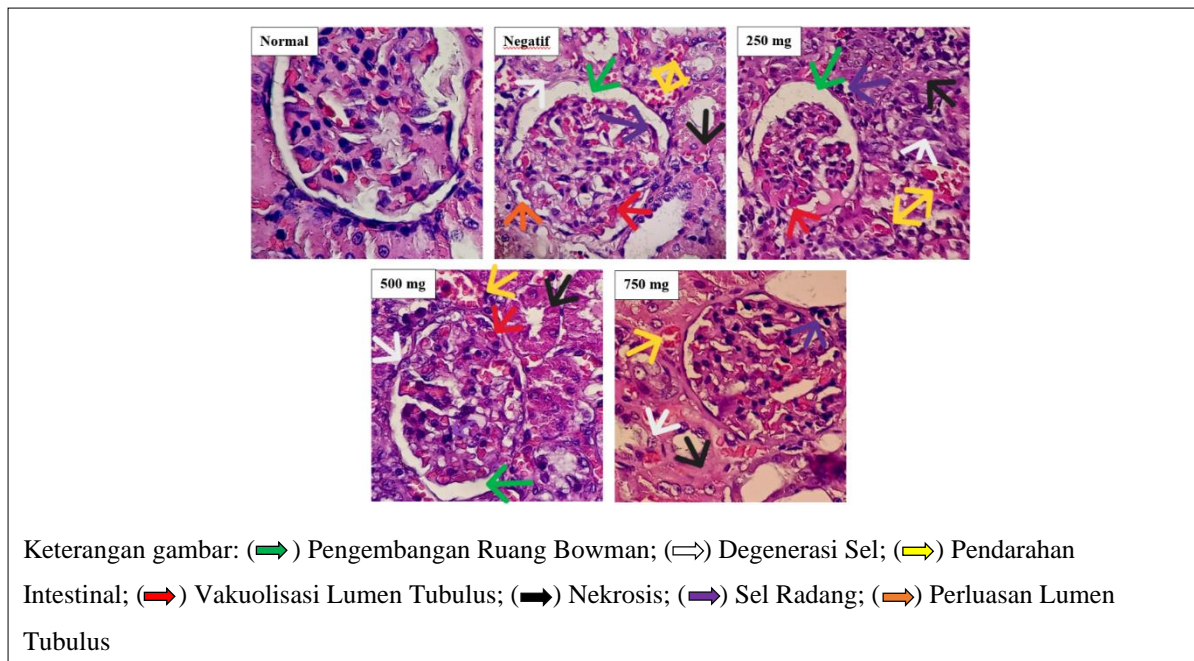 Normal
Negatif
250 mg
500 mg
750 mg
Keterangan gambar: () Pengembangan Ruang Bowman; () Degenerasi Sel; () Pendarahan
Intestinal; () Vakuolisasi Lumen Tubulus; () Nekrosis; () Sel Radang; () Perluasan Lumen
Tubulus